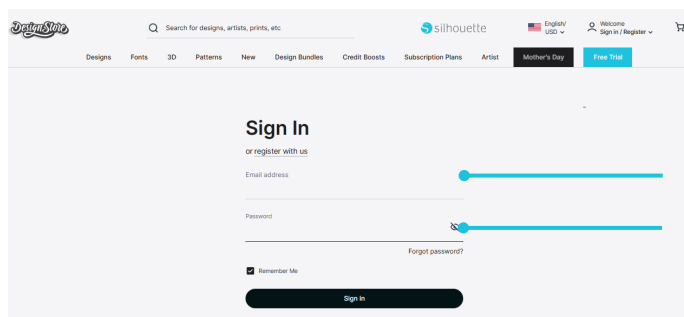 DesignStore
Search for designs, artists, prints, etc
silhouette
English/
USD
Welcome
Sign in / Register
Designs Fonts 3D Patterns New Design Bundles Credit Boosts Subscription Plans Artist Mother's Day Free Trial
Sign In
or register with us
Email address
Password
Forgot password?
Remember Me
Sign in